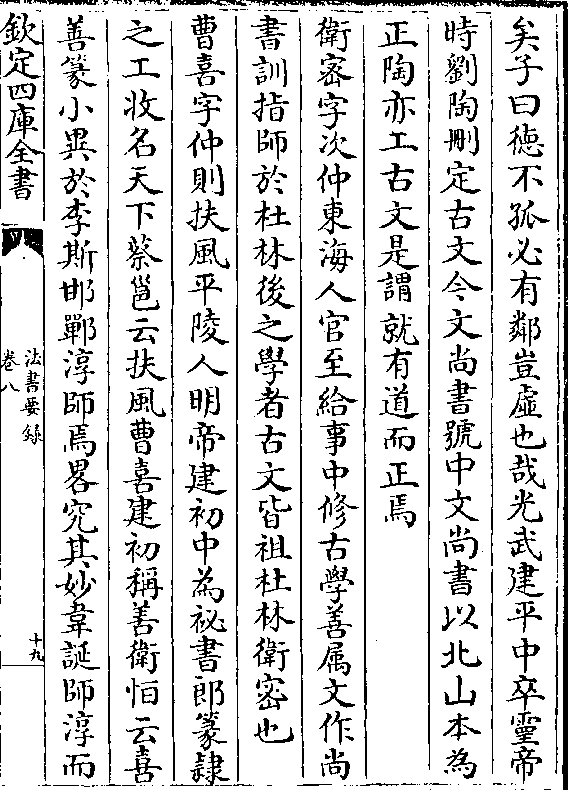 矣子曰德不孤必有鄰豈虛也哉光武建平中卒靈帝
時劉陶刪定古文今文尚書號中文尚書以北山本為
正陶亦工古文是謂就有道而正焉
衛密字次仲東海人官至給事中修古學善属文作尚
書訓指師於杜林後之學者古文皆祖杜林衛密也
曹喜字仲則扶風平陵人明帝建初中為祕書郎篆隸
之工收名天下蔡邕云扶風曹喜建初稱善衛恒云喜
善篆小異於李斯邯鄲淳師焉畧究其妙韋誕師淳而
欽定四庫全書
法書要録
卷八
十九